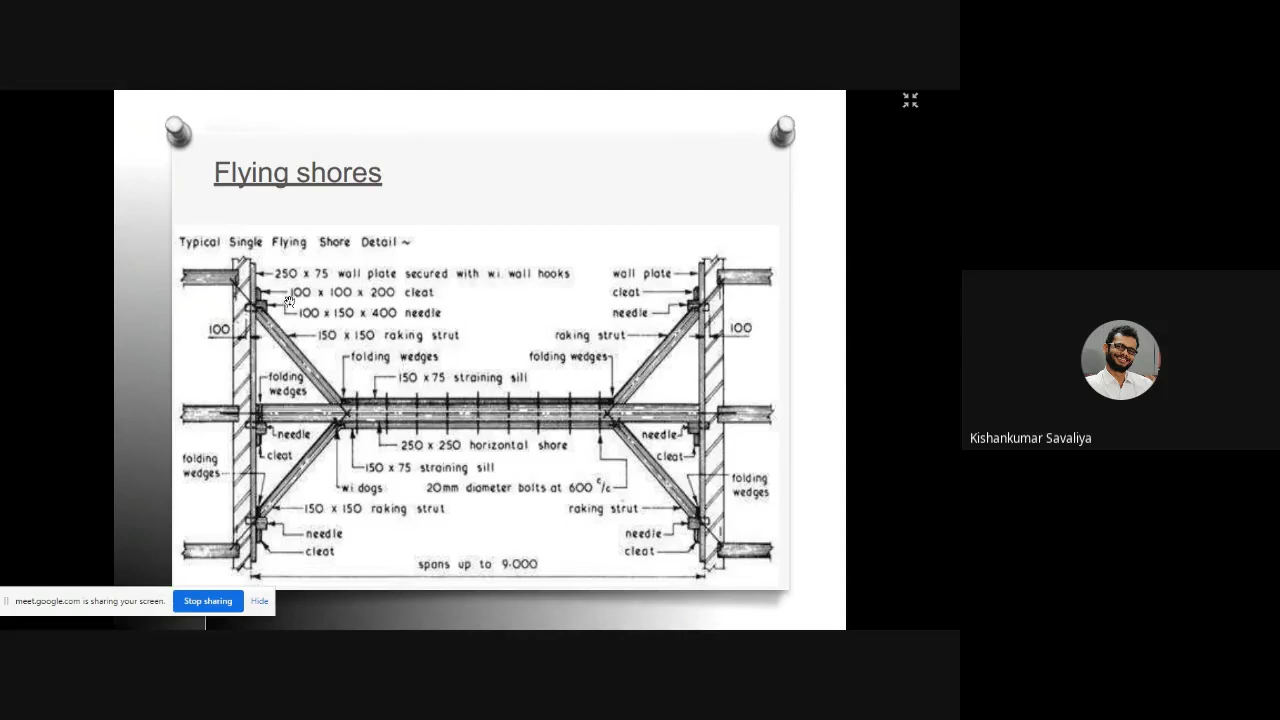 Flying shores
Typical Single Flying Shore Detail ~
250 x 75 wall plate secured with w.i. wall hooks
wall plate
100 x 100 x 200 cleat
cleat
100 x 150 x 400 needle
needle
100
150 x 150 raking strut
raking strut
100
folding wedges
folding wedges
folding
wedges
150 x 75 straining sill
needle
needle
250 x 250 horizontal shore
cleat
cleat
folding
wedges
150 x 75 straining sill
folding
wedges
w.i dogs
20mm diameter bolts at 600 c/c
150 x 150 raking strut
raking strut
needle
needle
cleat
cleat
spans up to 9·000
meet.google.com is sharing your screen.
Stop sharing
Hide
Kishankumar Savaliya